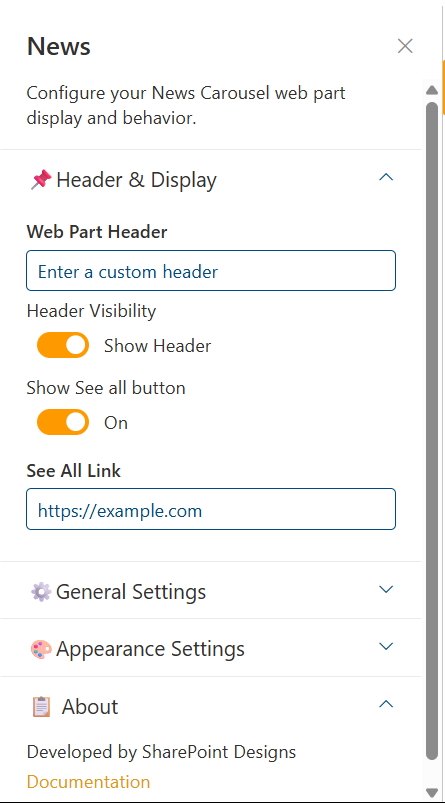 News
Configure your News Carousel web part
display and behavior.
Header & Display
Web Part Header
Enter a custom header
Header Visibility
Show Header
Show See all button
On
See All Link
https://example.com
General Settings
Appearance Settings
About
Developed by SharePoint Designs
Documentation